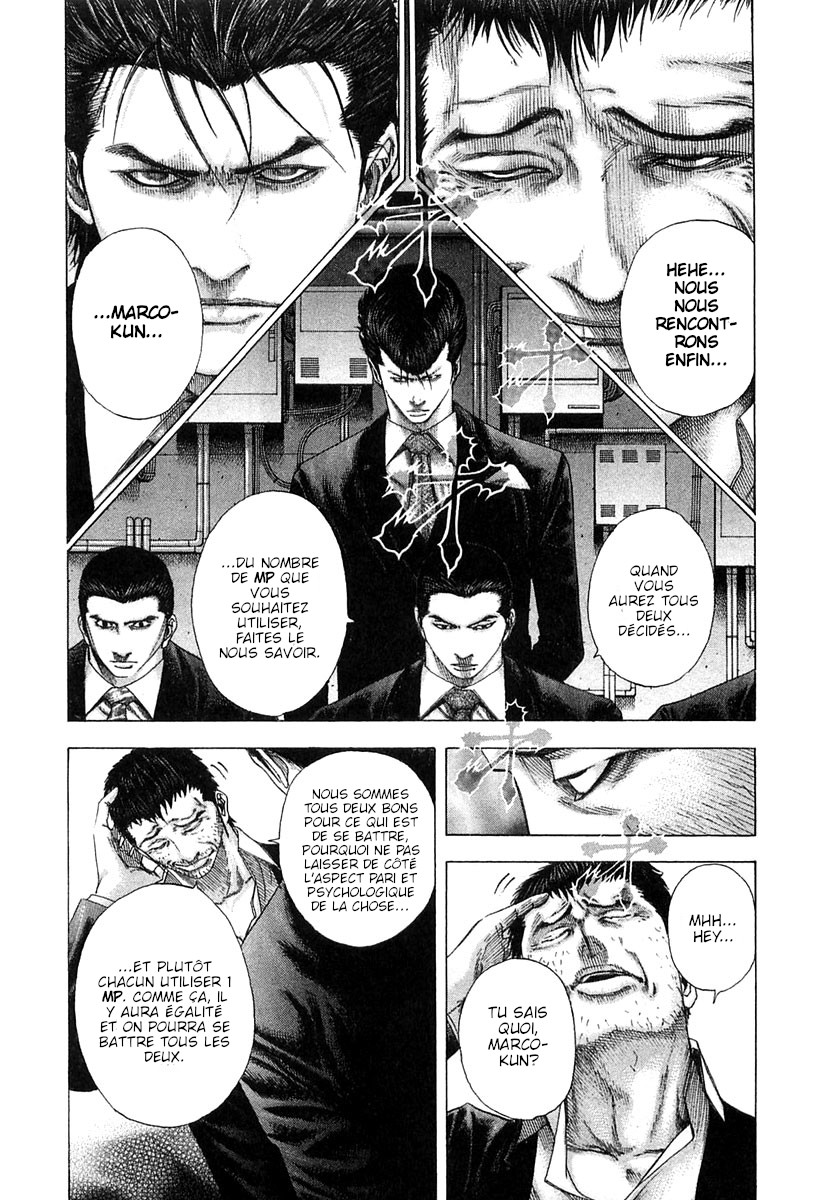 HEHE...
NOUS
NOUS
RENCONT-
RONS
ENFIN...
...MARCO-
KUN...
QUAND
VOUS
AUREZ TOUS
DEUX
DÉCIDÉS...
...DU NOMBRE
DE MP QUE
VOUS
SOUHAITEZ
UTILISER,
FAITES LE
NOUS SAVOIR.
MHH...
HEY...
TU SAIS
QUOI,
MARCO-
KUN?
NOUS SOMMES
TOUS DEUX BONS
POUR CE QUI EST
DE SE BATTRE,
POURQUOI NE PAS
LAISSER DE CÔTÉ
L'ASPECT PARI ET
PSYCHOLOGIQUE
DE LA CHOSE...
...ET PLUTÔT
CHACUN UTILISER 1
MP. COMME ÇA, IL
Y AURA ÉGALITÉ
ET ON POURRA SE
BATTRE TOUS LES
DEUX.